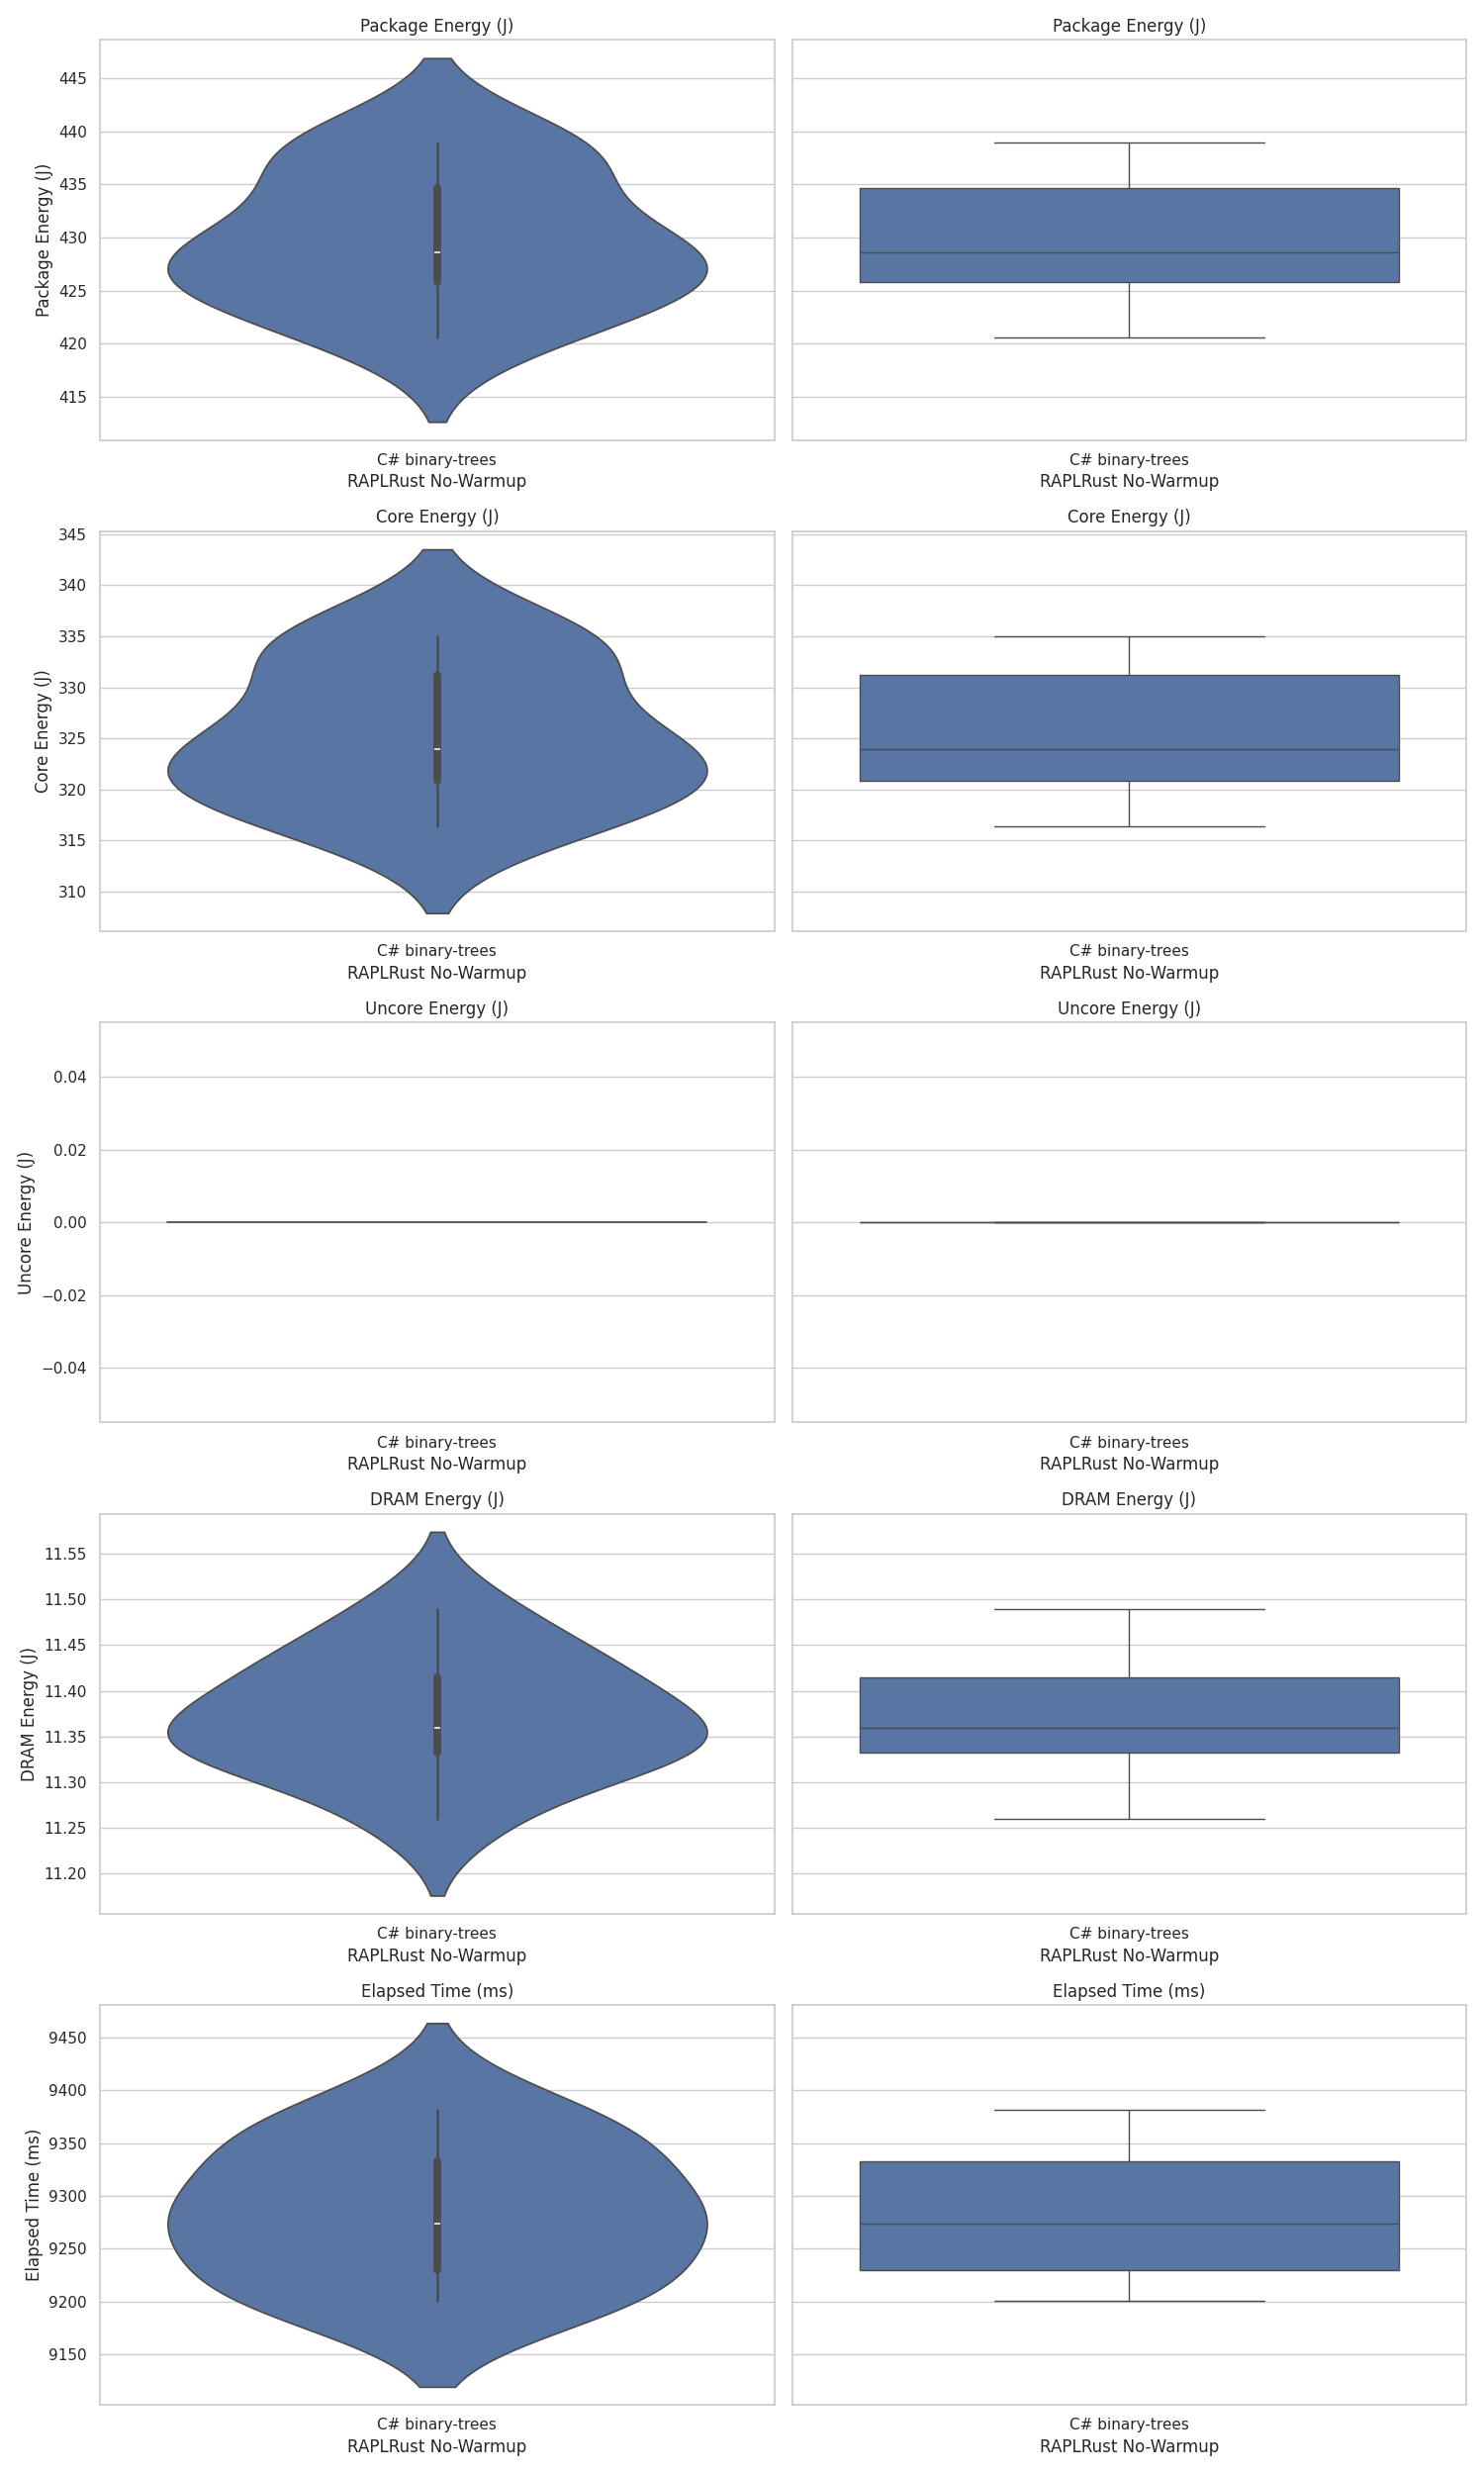 Package Energy (J)
Package Energy (J)
Package Energy (J)
445
440
435
430
425
420
415
C# binary-trees
RAPLRust No-Warmup
C# binary-trees
RAPLRust No-Warmup
Core Energy (J)
Core Energy (J)
Core Energy (J)
345
340
335
330
325
320
315
310
C# binary-trees
RAPLRust No-Warmup
C# binary-trees
RAPLRust No-Warmup
Uncore Energy (J)
Uncore Energy (J)
Uncore Energy (J)
0.04
0.02
0.00
−0.02
−0.04
C# binary-trees
RAPLRust No-Warmup
C# binary-trees
RAPLRust No-Warmup
DRAM Energy (J)
DRAM Energy (J)
DRAM Energy (J)
11.55
11.50
11.45
11.40
11.35
11.30
11.25
11.20
C# binary-trees
RAPLRust No-Warmup
C# binary-trees
RAPLRust No-Warmup
Elapsed Time (ms)
Elapsed Time (ms)
Elapsed Time (ms)
9450
9400
9350
9300
9250
9200
9150
C# binary-trees
RAPLRust No-Warmup
C# binary-trees
RAPLRust No-Warmup